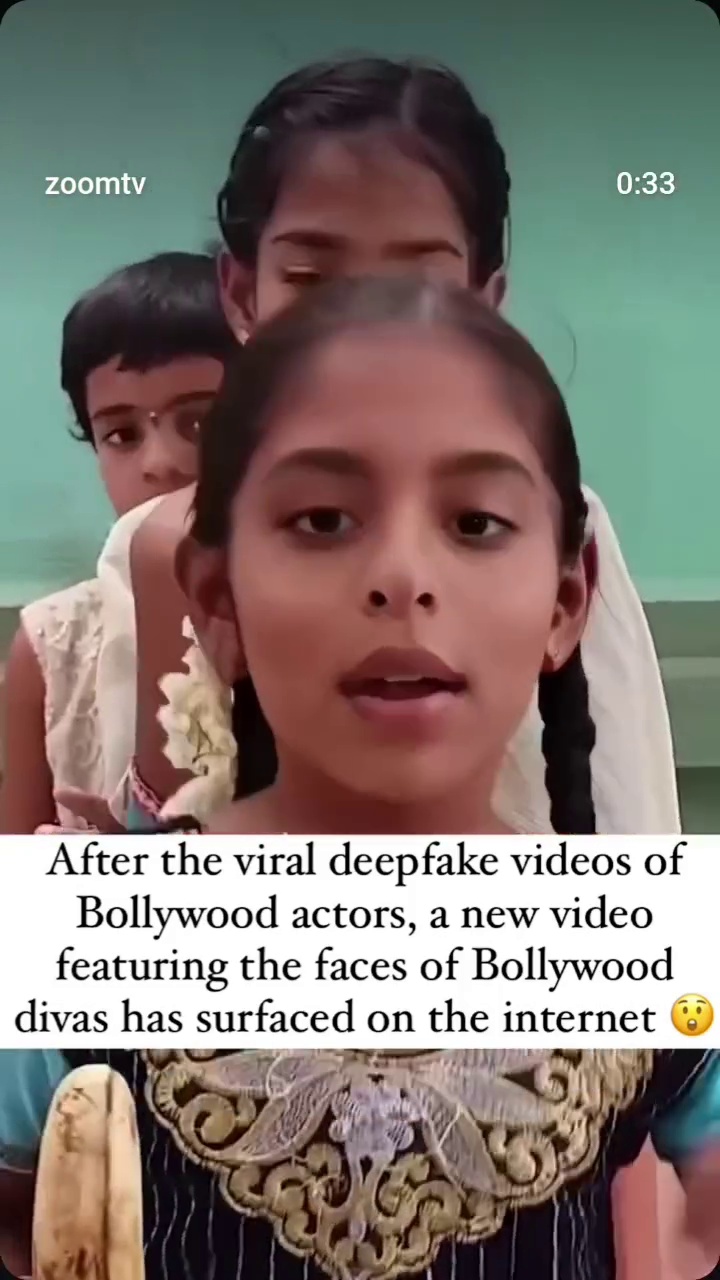 zoomtv
0:33
After the viral deepfake videos of
Bollywood actors, a new video
featuring the faces of Bollywood
divas has surfaced on the internet 😲